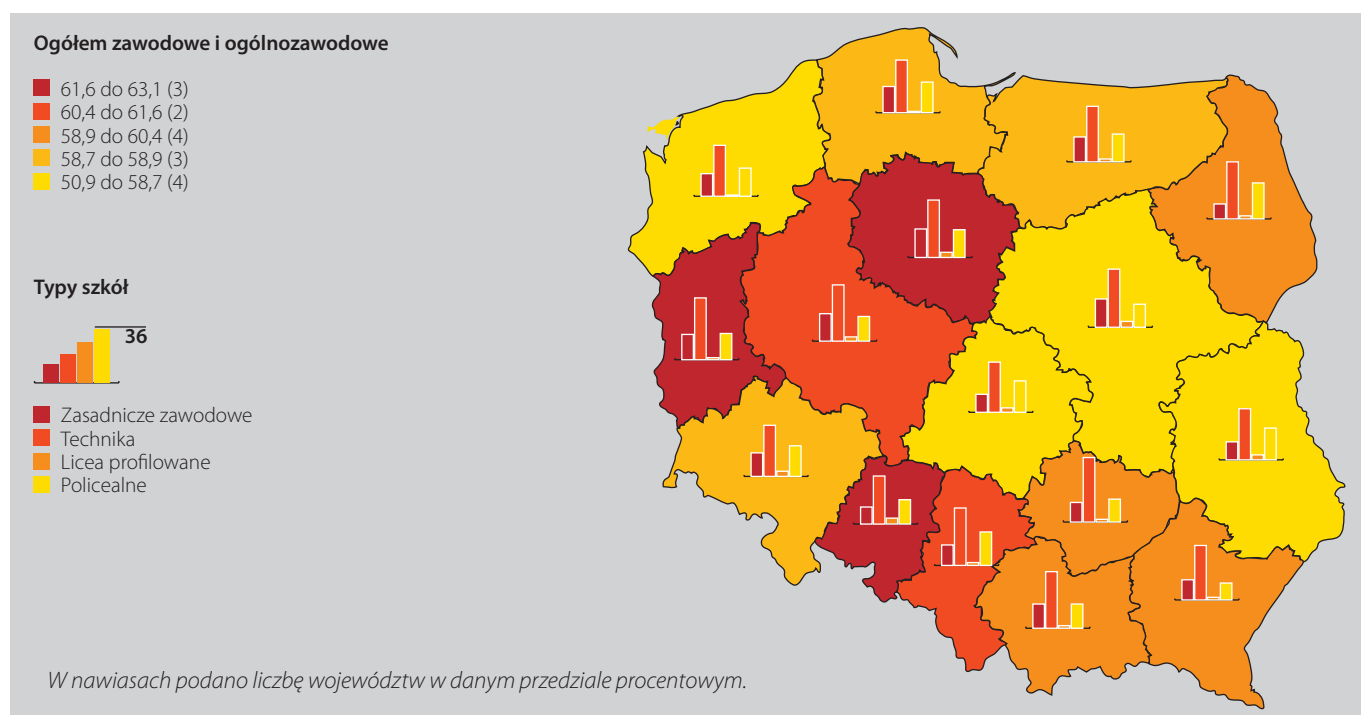 Ogółem zawodowe i ogólnozawodowe
61,6 do 63,1 (3)
60,4 do 61,6 (2)
58,9 do 60,4 (4)
58,7 do 58,9 (3)
50,9 do 58,7 (4)
Typy szkół
36
Zasadnicze zawodowe
Technika
Licea profilowane
Policealne
W nawiasach podano liczbę województw w danym przedziale procentowym.